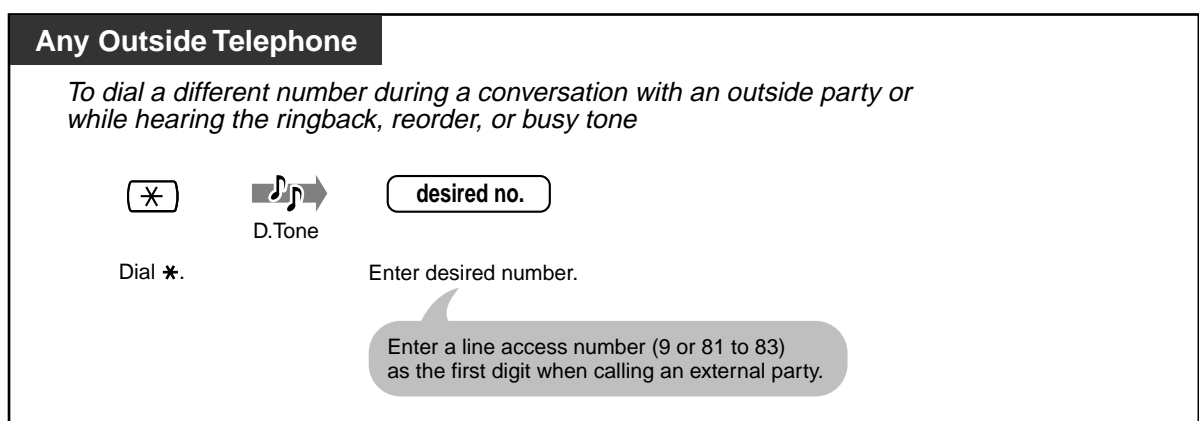 Any Outside Telephone
To dial a different number during a conversation with an outside party or
while hearing the ringback, reorder, or busy tone
desired no.
D.Tone
Dial *.
Enter desired number.
Enter a line access number (9 or 81 to 83)
as the first digit when calling an external party.